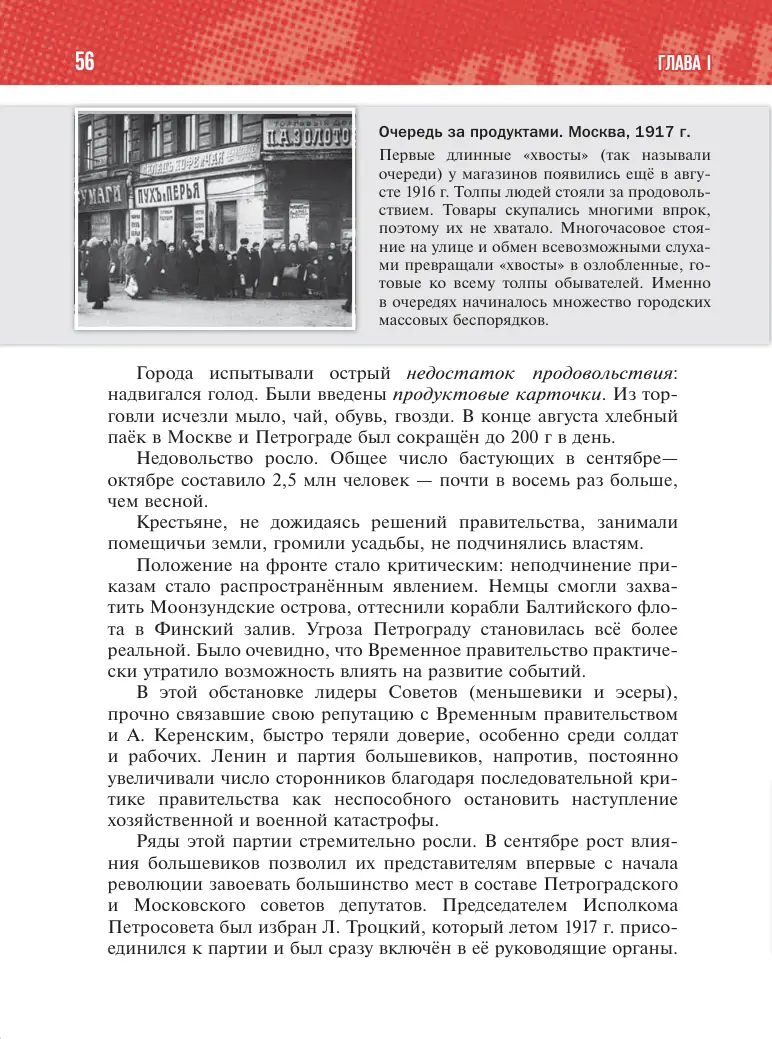 56
ГЛАВА I
ТОРГОВЫЙ ДОМ
П.А.ЗОЛОТО
БУМАГИ
ПУХЪ и ПЕРЬЯ
Очередь за продуктами. Москва, 1917 г.
Первые длинные «хвосты» (так называли
очереди) у магазинов появились ещё в авгу-
сте 1916 г. Толпы людей стояли за продоволь-
ствием. Товары скупались многими впрок,
поэтому их не хватало. Многочасовое стоя-
ние на улице и обмен всевозможными слуха-
ми превращали «хвосты» в озлобленные, го-
товые ко всему толпы обывателей. Именно
в очередях начиналось множество городских
массовых беспорядков.
Города испытывали острый недостаток продовольствия:
надвигался голод. Были введены продуктовые карточки. Из тор-
говли исчезли мыло, чай, обувь, гвозди. В конце августа хлебный
паёк в Москве и Петрограде был сокращён до 200 г в день.
Недовольство росло. Общее число бастующих в сентябре—
октябре составило 2,5 млн человек — почти в восемь раз больше,
чем весной.
Крестьяне, не дожидаясь решений правительства, занимали
помещичьи земли, громили усадьбы, не подчинялись властям.
Положение на фронте стало критическим: неподчинение при-
казам стало распространённым явлением. Немцы смогли захва-
тить Моонзундские острова, оттеснили корабли Балтийского фло-
та в Финский залив. Угроза Петрограду становилась всё более
реальной. Было очевидно, что Временное правительство практиче-
ски утратило возможность влиять на развитие событий.
В этой обстановке лидеры Советов (меньшевики и эсеры),
прочно связавшие свою репутацию с Временным правительством
и А. Керенским, быстро теряли доверие, особенно среди солдат
и рабочих. Ленин и партия большевиков, напротив, постоянно
увеличивали число сторонников благодаря последовательной кри-
тике правительства как неспособного остановить наступление
хозяйственной и военной катастрофы.
Ряды этой партии стремительно росли. В сентябре рост влия-
ния большевиков позволил их представителям впервые с начала
революции завоевать большинство мест в составе Петроградского
и Московского советов депутатов. Председателем Исполкома
Петросовета был избран Л. Троцкий, который летом 1917 г. присо-
единился к партии и был сразу включён в её руководящие органы.